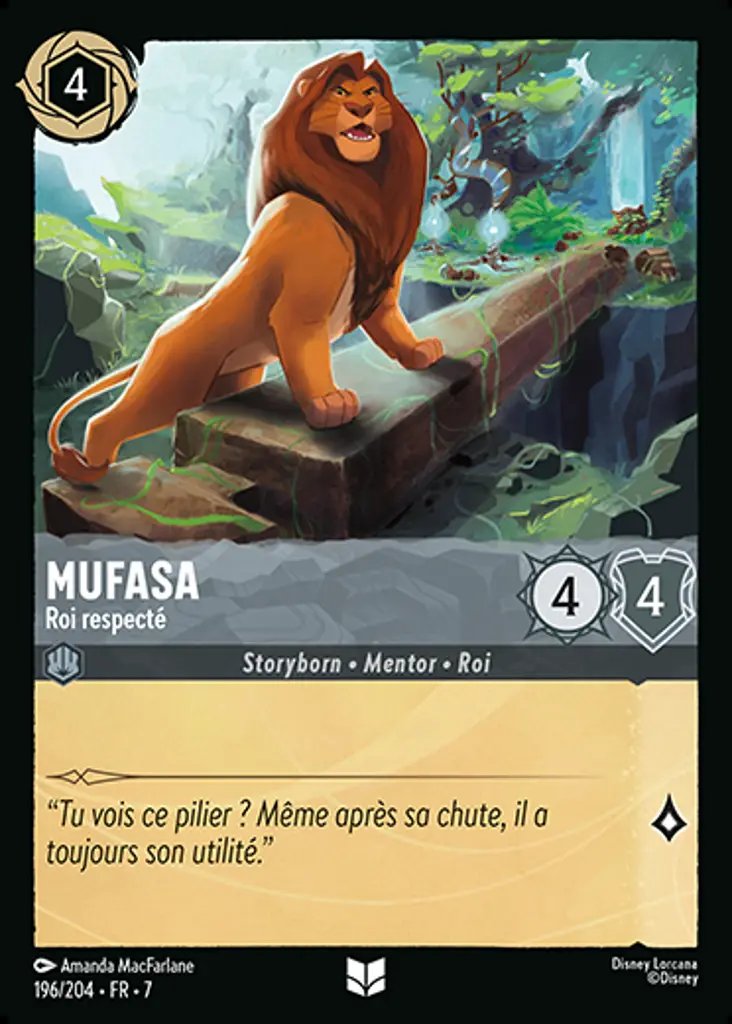 4
MUFASA
Roi respecté
4
4
Storyborn • Mentor • Roi
“Tu vois ce pilier ? Même après sa chute, il a
toujours son utilité.”
Amanda MacFarlane
196/204 • FR • 7
Disney Lorcana
©Disney